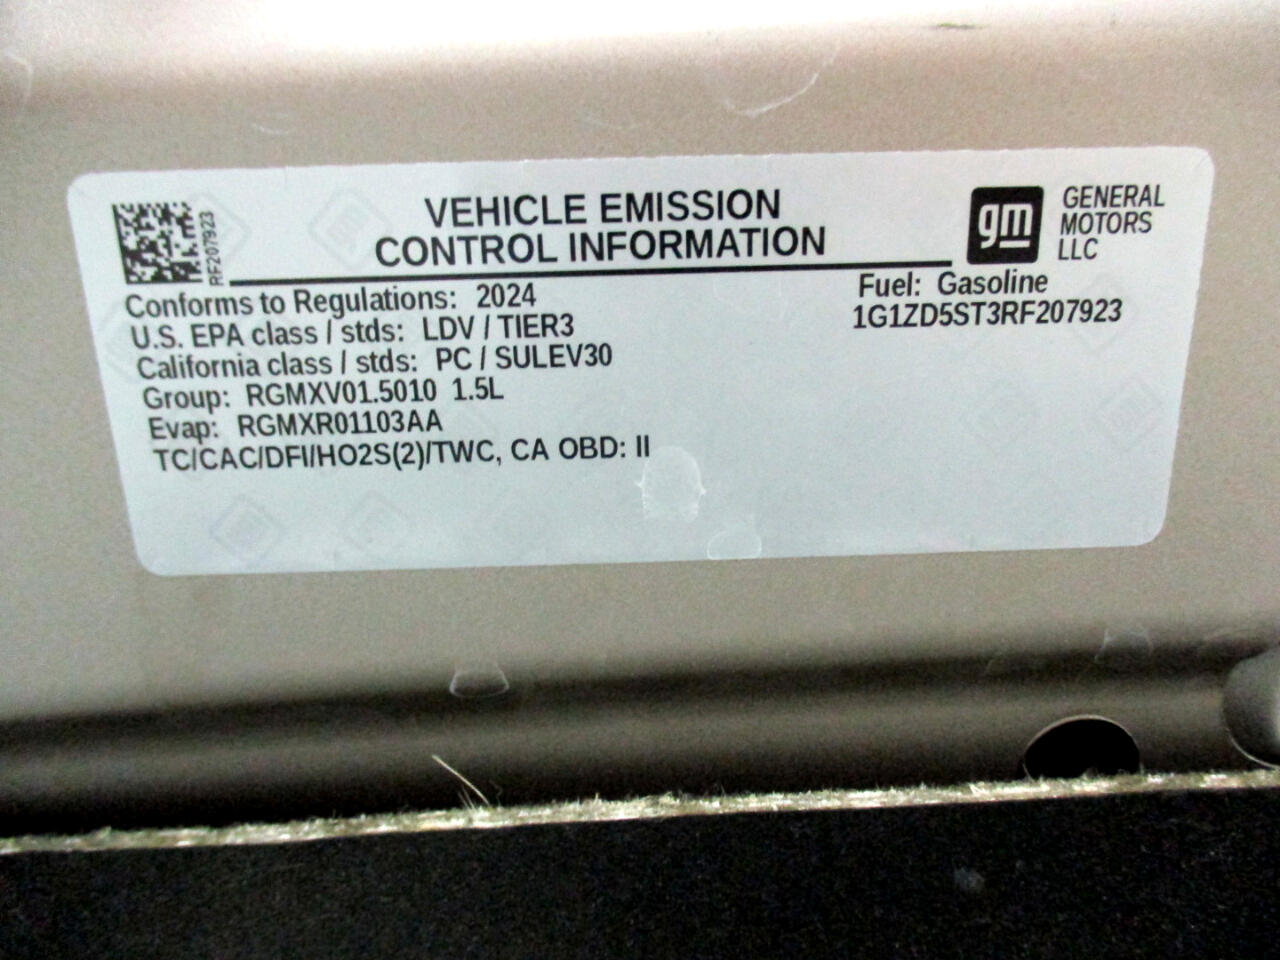 RF207923
VEHICLE EMISSION
CONTROL INFORMATION
gm
GENERAL
MOTORS
LLC
Conforms to Regulations: 2024
U.S. EPA class / stds: LDV / TIER3
California class / stds: PC / SULEV30
Group: RGMXV01.5010 1.5L
Evap: RGMXR01103AA
TC/CAC/DFI/HO2S(2)/TWC, CA OBD: II
Fuel: Gasoline
1G1ZD5ST3RF207923